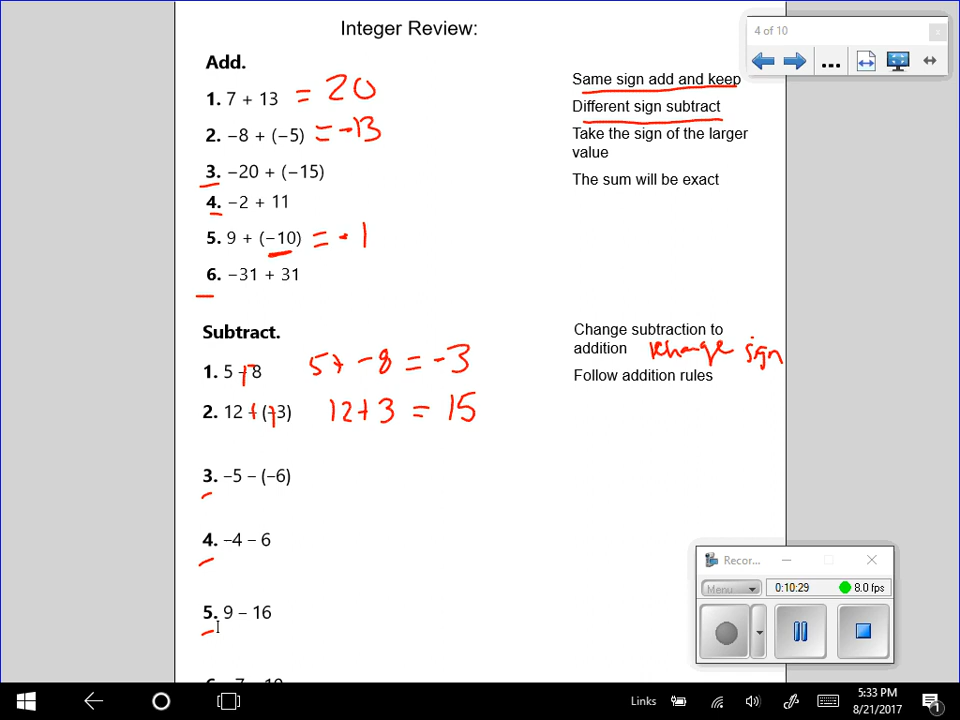 Integer Review:
4 of 10
Add.
Same sign add and keep
1. 7 + 13 = 20
Different sign subtract
2. −8 + (−5) = -13
Take the sign of the larger
value
3. −20 + (−15)
The sum will be exact
4. −2 + 11
5. 9 + (−10) = -1
6. −31 + 31
Subtract.
Change subtraction to
addition change sign
1. 5 − 8 5+ -8 = -3
Follow addition rules
2. 12 − (−3) 12+3 = 15
3. −5 − (−6)
4. −4 − 6
Recor...
Menu 0:10:29 8.0 fps
5. 9 − 16
Links
5:33 PM
8/21/2017
1